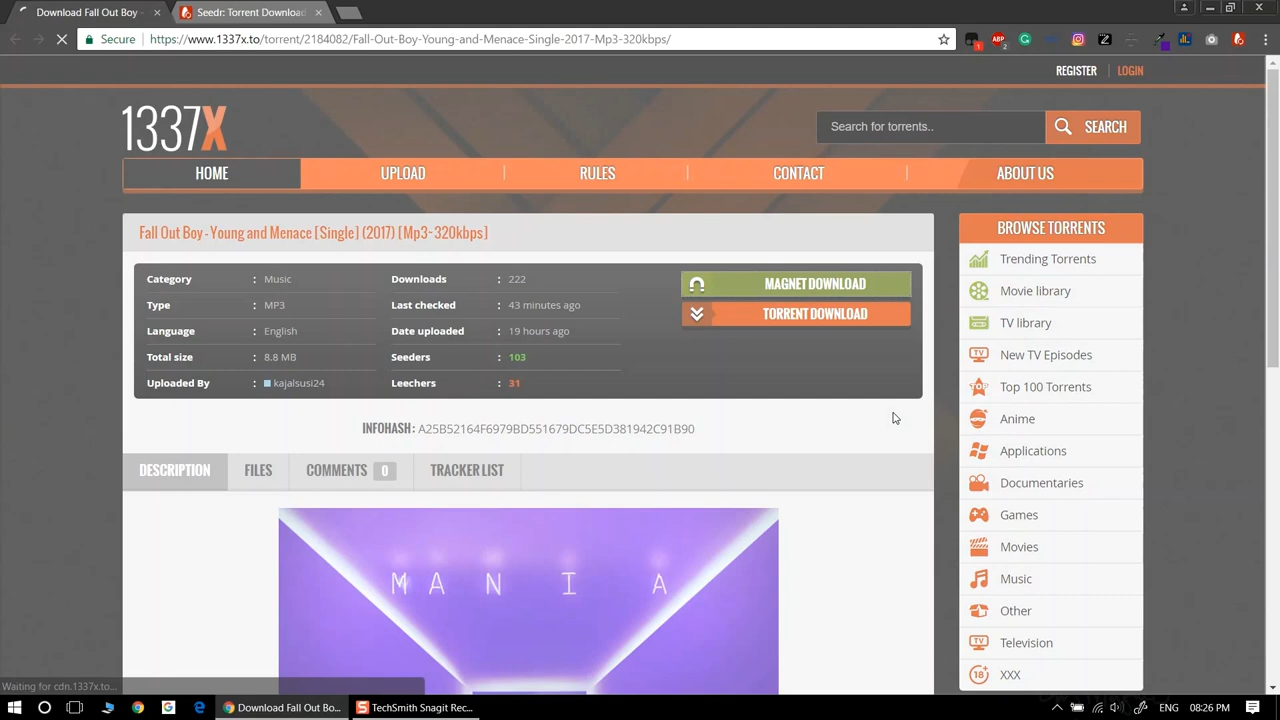 Download Fall Out Boy -
Seedr: Torrent Download
Secure
https://www.1337x.to/torrent/2184082/Fall-Out-Boy-Young-and-Menace-Single-2017-Mp3-320kbps/
REGISTER | LOGIN
1337X
Search for torrents..
SEARCH
HOME
UPLOAD
RULES
CONTACT
ABOUT US
Fall Out Boy - Young and Menace [Single] (2017) [Mp3~320kbps]
Category : Music
Type : MP3
Language : English
Total size : 8.8 MB
Uploaded By : kajalsusi24
Downloads : 222
Last checked : 43 minutes ago
Date uploaded : 19 hours ago
Seeders : 103
Leechers : 31
MAGNET DOWNLOAD
TORRENT DOWNLOAD
INFOHASH: A25B52164F6979BD551679DC5E5D381942C91B90
DESCRIPTION
FILES
COMMENTS 0
TRACKER LIST
M A N I A
BROWSE TORRENTS
Trending Torrents
Movie library
TV library
New TV Episodes
Top 100 Torrents
Anime
Applications
Documentaries
Games
Movies
Music
Other
Television
XXX
Waiting for cdn.1337x.to...
Download Fall Out Bo...
TechSmith Snagit Rec...
ENG
08:26 PM